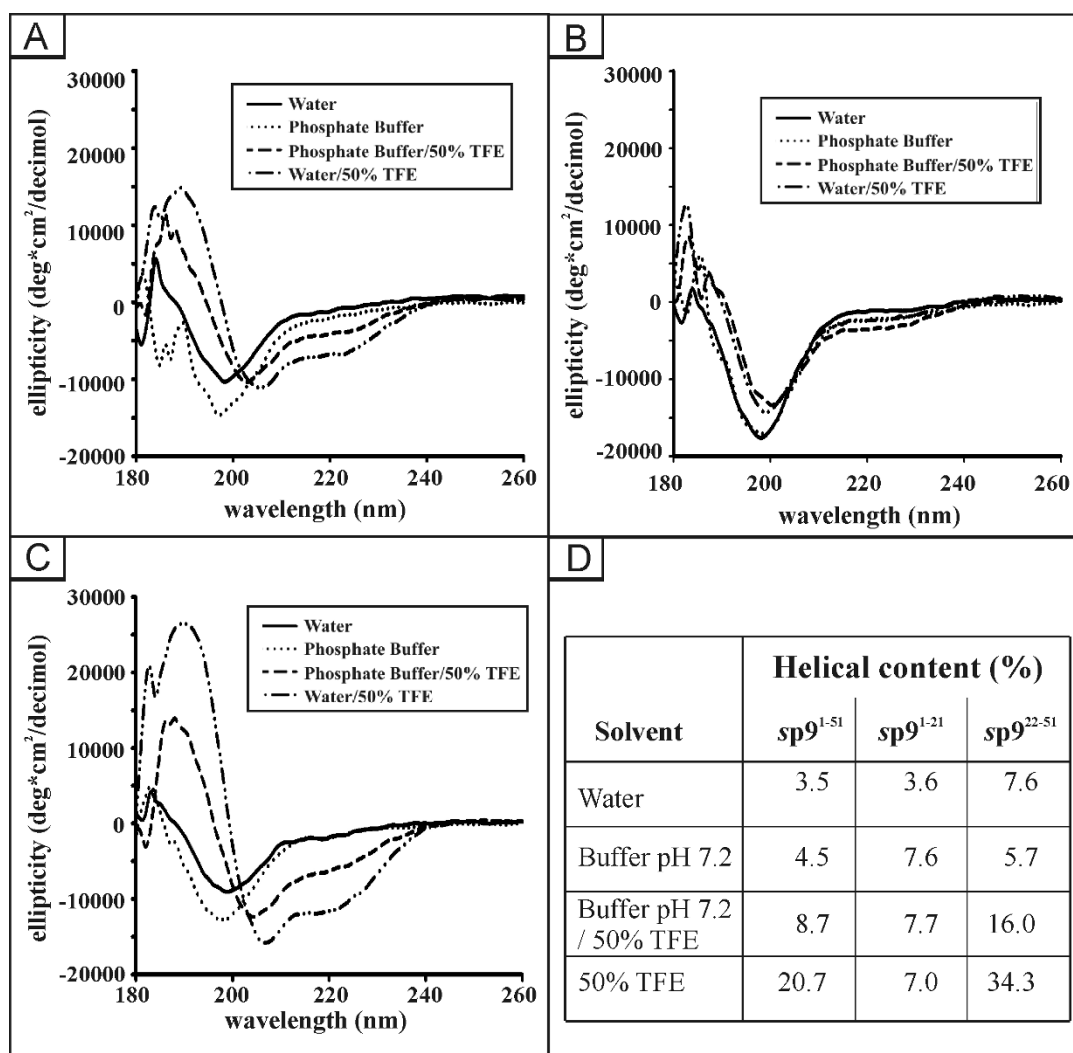 A
30000
20000
10000
0
-10000
-20000
ellipticity (deg*cm²/decimol)
Water
Phosphate Buffer
Phosphate Buffer/50% TFE
Water/50% TFE
180 200 220 240 260
wavelength (nm)
B
30000
20000
10000
0
-10000
-20000
ellipticity (deg*cm²/decimol)
Water
Phosphate Buffer
Phosphate Buffer/50% TFE
Water/50% TFE
180 200 220 240 260
wavelength (nm)
C
30000
20000
10000
0
-10000
-20000
ellipticity (deg*cm²/decimol)
Water
Phosphate Buffer
Phosphate Buffer/50% TFE
Water/50% TFE
180 200 220 240 260
wavelength (nm)
D
Helical content (%)
Solvent sp9¹⁻⁵¹ sp9¹⁻²¹ sp9²²⁻⁵¹
Water 3.5 3.6 7.6
Buffer pH 7.2 4.5 7.6 5.7
Buffer pH 7.2
/ 50% TFE 8.7 7.7 16.0
50% TFE 20.7 7.0 34.3